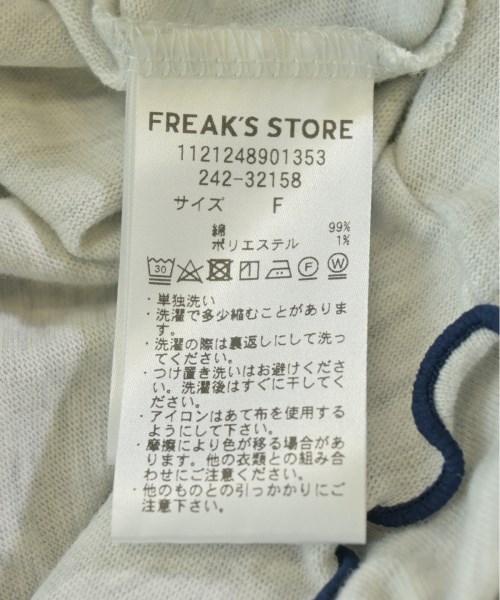 FREAK'S STORE
1121248901353
242-32158
サイズ F
綿 99%
ポリエステル 1%
30 F W
・単独洗い
・洗濯で多少縮むことがありま
す。
・洗濯の際は裏返しにして洗っ
てください。
・つけ置き洗いはお避けくださ
い。洗濯後はすぐに干してく
ださい。
・アイロンはあて布を使用する
ようにして下さい。
・摩擦により色が移る場合があ
ります。他の衣類との組み合
わせにご注意ください。
・他のものとの引っかかりにご
注意下さい。